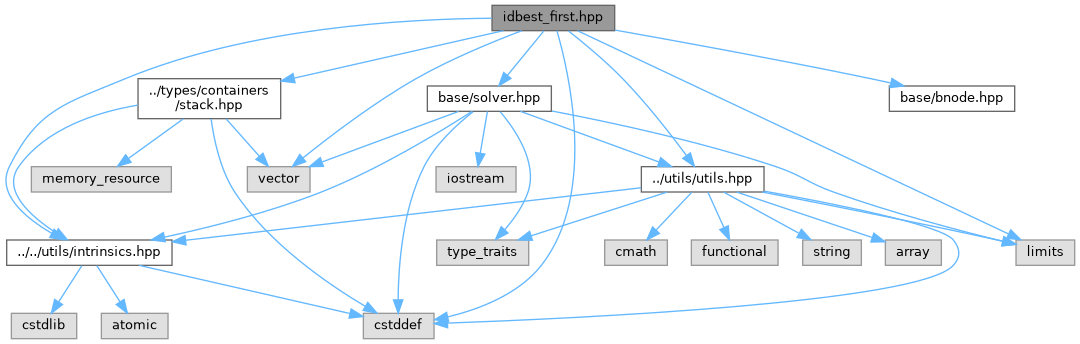 idbest_first.hpp
../types/containers
/stack.hpp
base/solver.hpp
base/bnode.hpp
memory_resource
vector
iostream
../utils/utils.hpp
../../utils/intrinsics.hpp
type_traits
cmath
functional
string
array
limits
cstdlib
atomic
cstddef